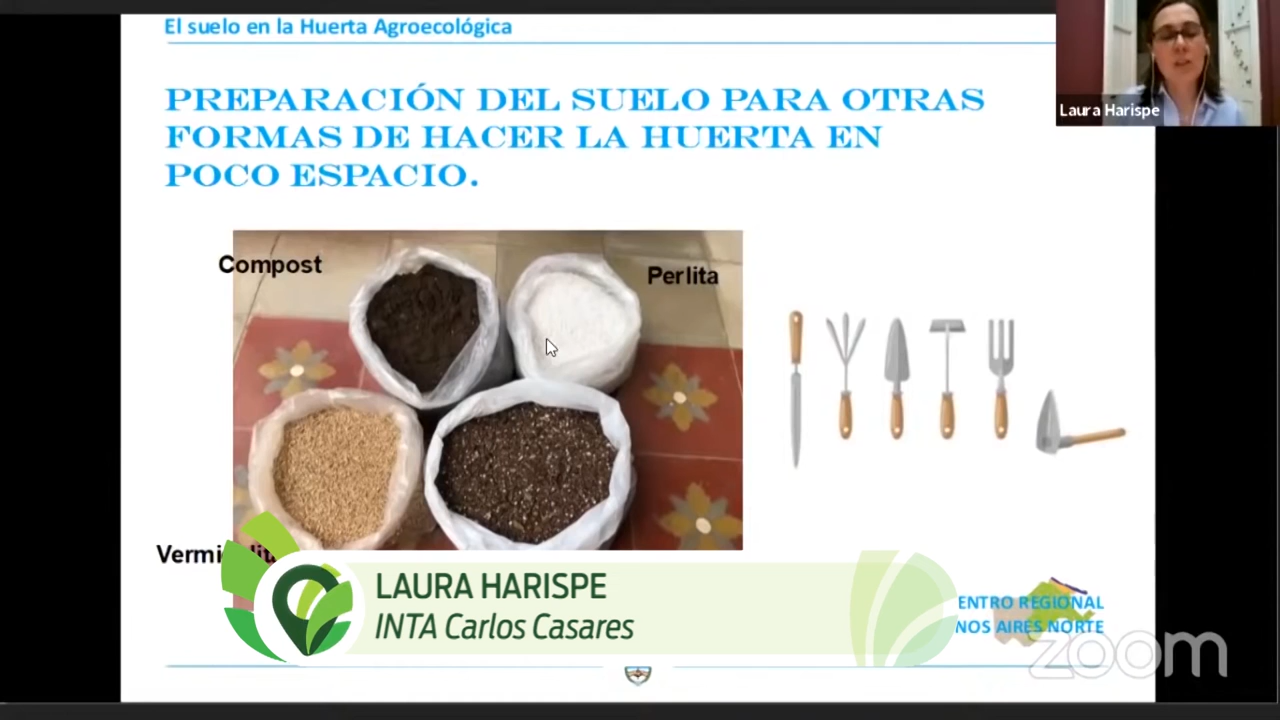 El suelo en la Huerta Agroecológica
Laura Harispe
PREPARACIÓN DEL SUELO PARA OTRAS
FORMAS DE HACER LA HUERTA EN
POCO ESPACIO.
Compost
Perlita
LAURA HARISPE
INTA Carlos Casares
ENTRO REGIONAL
NOS AIRES NORTE
zoom